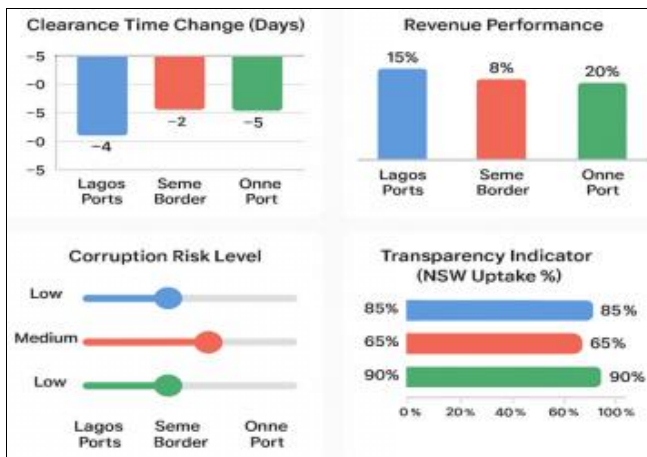 Clearance Time Change (Days)
-5
-0
-5
-0
-5
-4
-2
-5
Lagos Ports
Seme Border
Onne Port
Revenue Performance
15%
8%
20%
Lagos Ports
Seme Border
Onne Port
Corruption Risk Level
Low
Medium
Low
Lagos Ports
Seme Border
Onne Port
Transparency Indicator
(NSW Uptake %)
85% 85%
65% 65%
90% 90%
0% 20% 40% 60% 100%